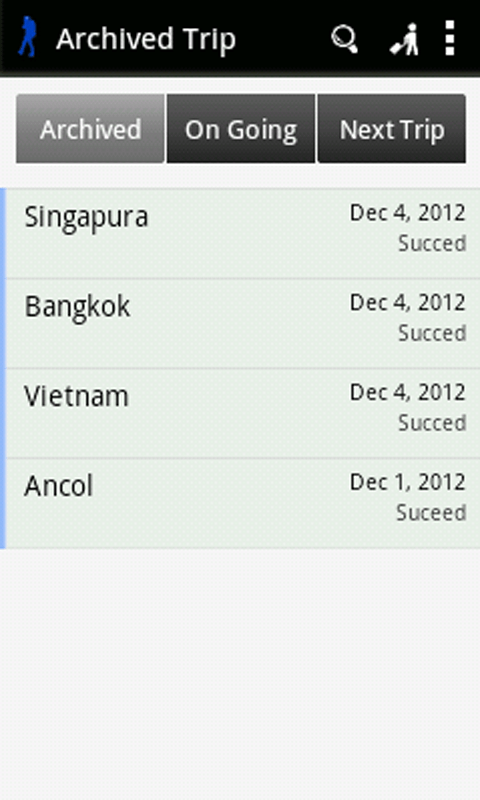 Archived Trip
Archived
On Going
Next Trip
Singapura
Dec 4, 2012
Succed
Bangkok
Dec 4, 2012
Succed
Vietnam
Dec 4, 2012
Succed
Ancol
Dec 1, 2012
Suceed